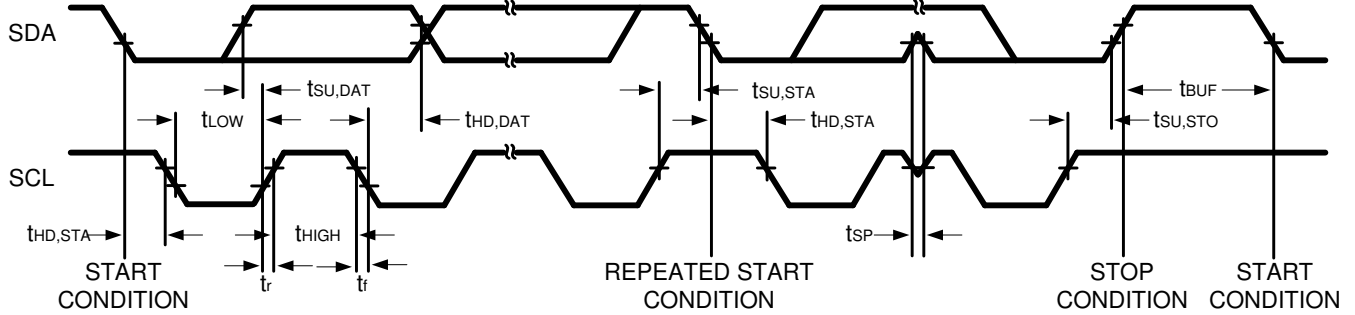 SDA
tSU,DAT
tSU,STA
tBUF
tLOW
tHD,DAT
tHD,STA
tSU,STO
SCL
tHD,STA
tHIGH
tSP
tr
tf
START
CONDITION
REPEATED START
CONDITION
STOP
CONDITION
START
CONDITION